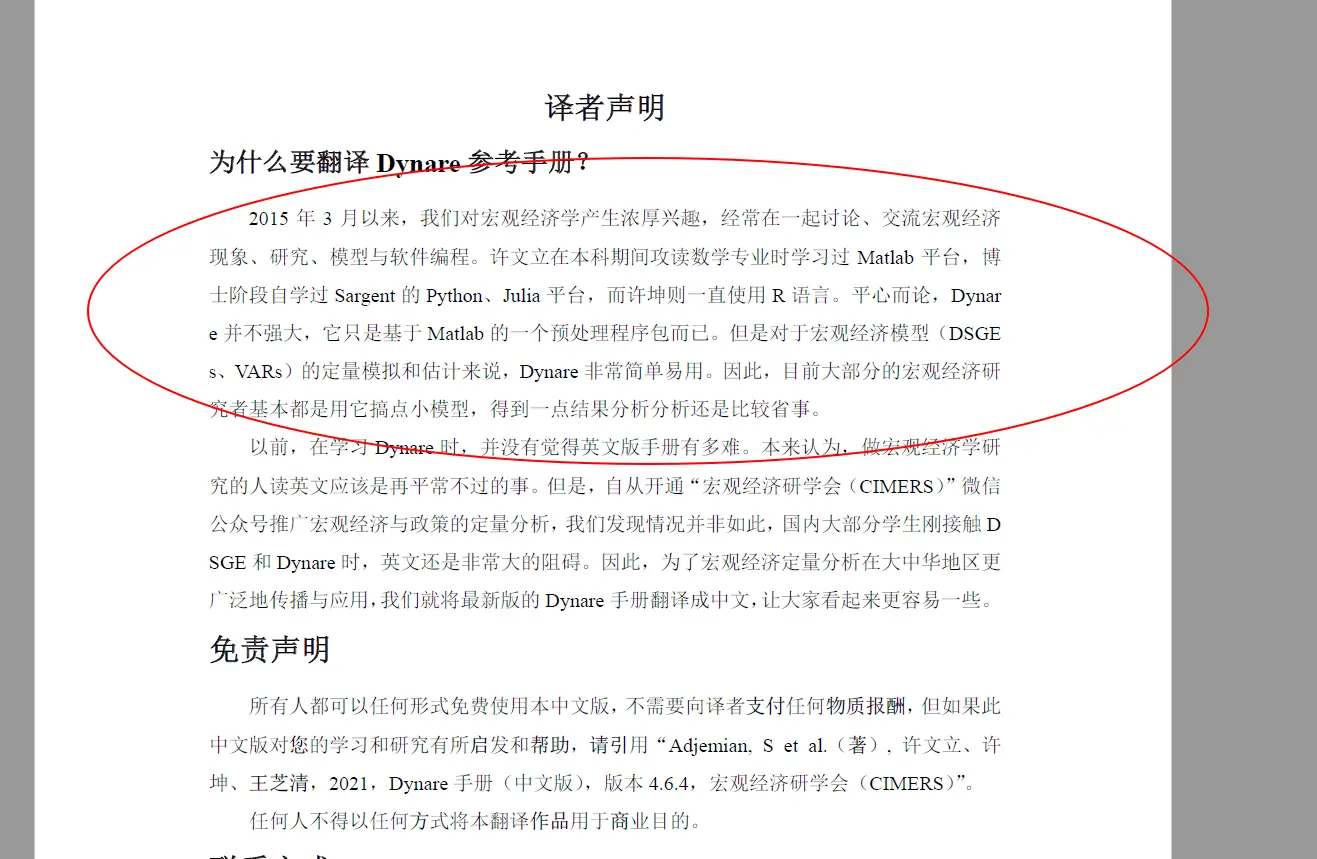 译者声明
为什么要翻译 Dynare 参考手册？
2015 年 3 月以来，我们对宏观经济学产生浓厚兴趣，经常在一起讨论、交流宏观经济
现象、研究、模型与软件编程。许文立在本科期间攻读数学专业时学习过 Matlab 平台，博
士阶段自学过 Sargent 的 Python、Julia 平台，而许坤则一直使用 R 语言。平心而论，Dynar
e 并不强大，它只是基于 Matlab 的一个预处理程序包而已。但是对于宏观经济模型（DSGE
s、VARs）的定量模拟和估计来说，Dynare 非常简单易用。因此，目前大部分的宏观经济研
究者基本都是用它搞点小模型，得到一点结果分析分析还是比较省事。
以前，在学习 Dynare 时，并没有觉得英文版手册有多难。本来认为，做宏观经济学研
究的人读英文应该是再平常不过的事。但是，自从开通“宏观经济研学会（CIMERS）”微信
公众号推广宏观经济与政策的定量分析，我们发现情况并非如此，国内大部分学生刚接触 D
SGE 和 Dynare 时，英文还是非常大的阻碍。因此，为了宏观经济定量分析在大中华地区更
广泛地传播与应用，我们就将最新版的 Dynare 手册翻译成中文，让大家看起来更容易一些。
免责声明
所有人都可以任何形式免费使用本中文版，不需要向译者支付任何物质报酬，但如果此
中文版对您的学习和研究有所启发和帮助，请引用“Adjemian, S et al.（著）, 许文立、许
坤、王芝清，2021，Dynare 手册（中文版），版本 4.6.4，宏观经济研学会（CIMERS）”。
任何人不得以任何方式将本翻译作品用于商业目的。